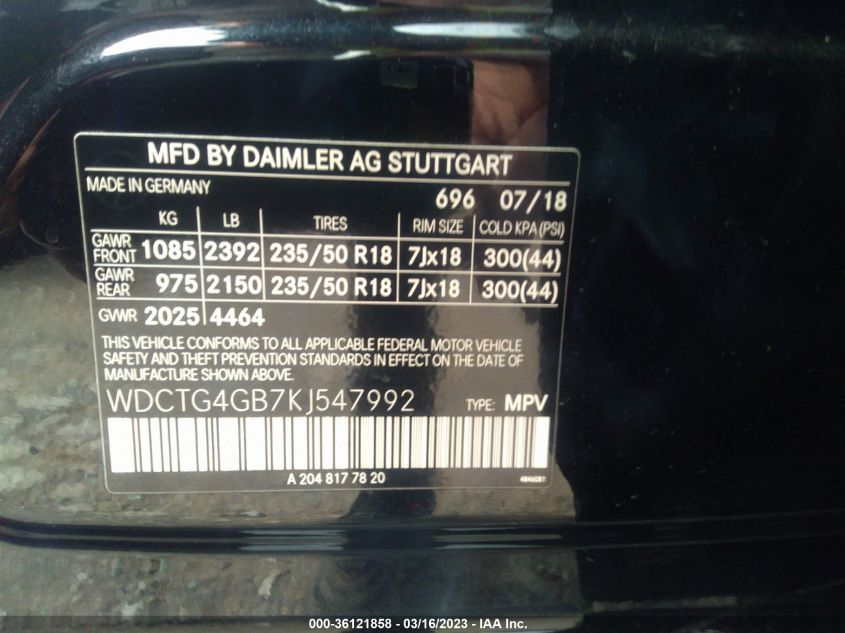 MFD BY DAIMLER AG STUTTGART
MADE IN GERMANY 696 07/18
KG LB TIRES RIM SIZE COLD KPA (PSI)
GAWR FRONT 1085 2392 235/50 R18 7Jx18 300(44)
GAWR REAR 975 2150 235/50 R18 7Jx18 300(44)
GVWR 2025 4464
THIS VEHICLE CONFORMS TO ALL APPLICABLE FEDERAL MOTOR VEHICLE
SAFETY AND THEFT PREVENTION STANDARDS IN EFFECT ON THE DATE OF
MANUFACTURE.
WDCTG4GB7KJ547992 TYPE: MPV
A 204 817 78 20
000-36121858 - 03/16/2023 - IAA Inc.